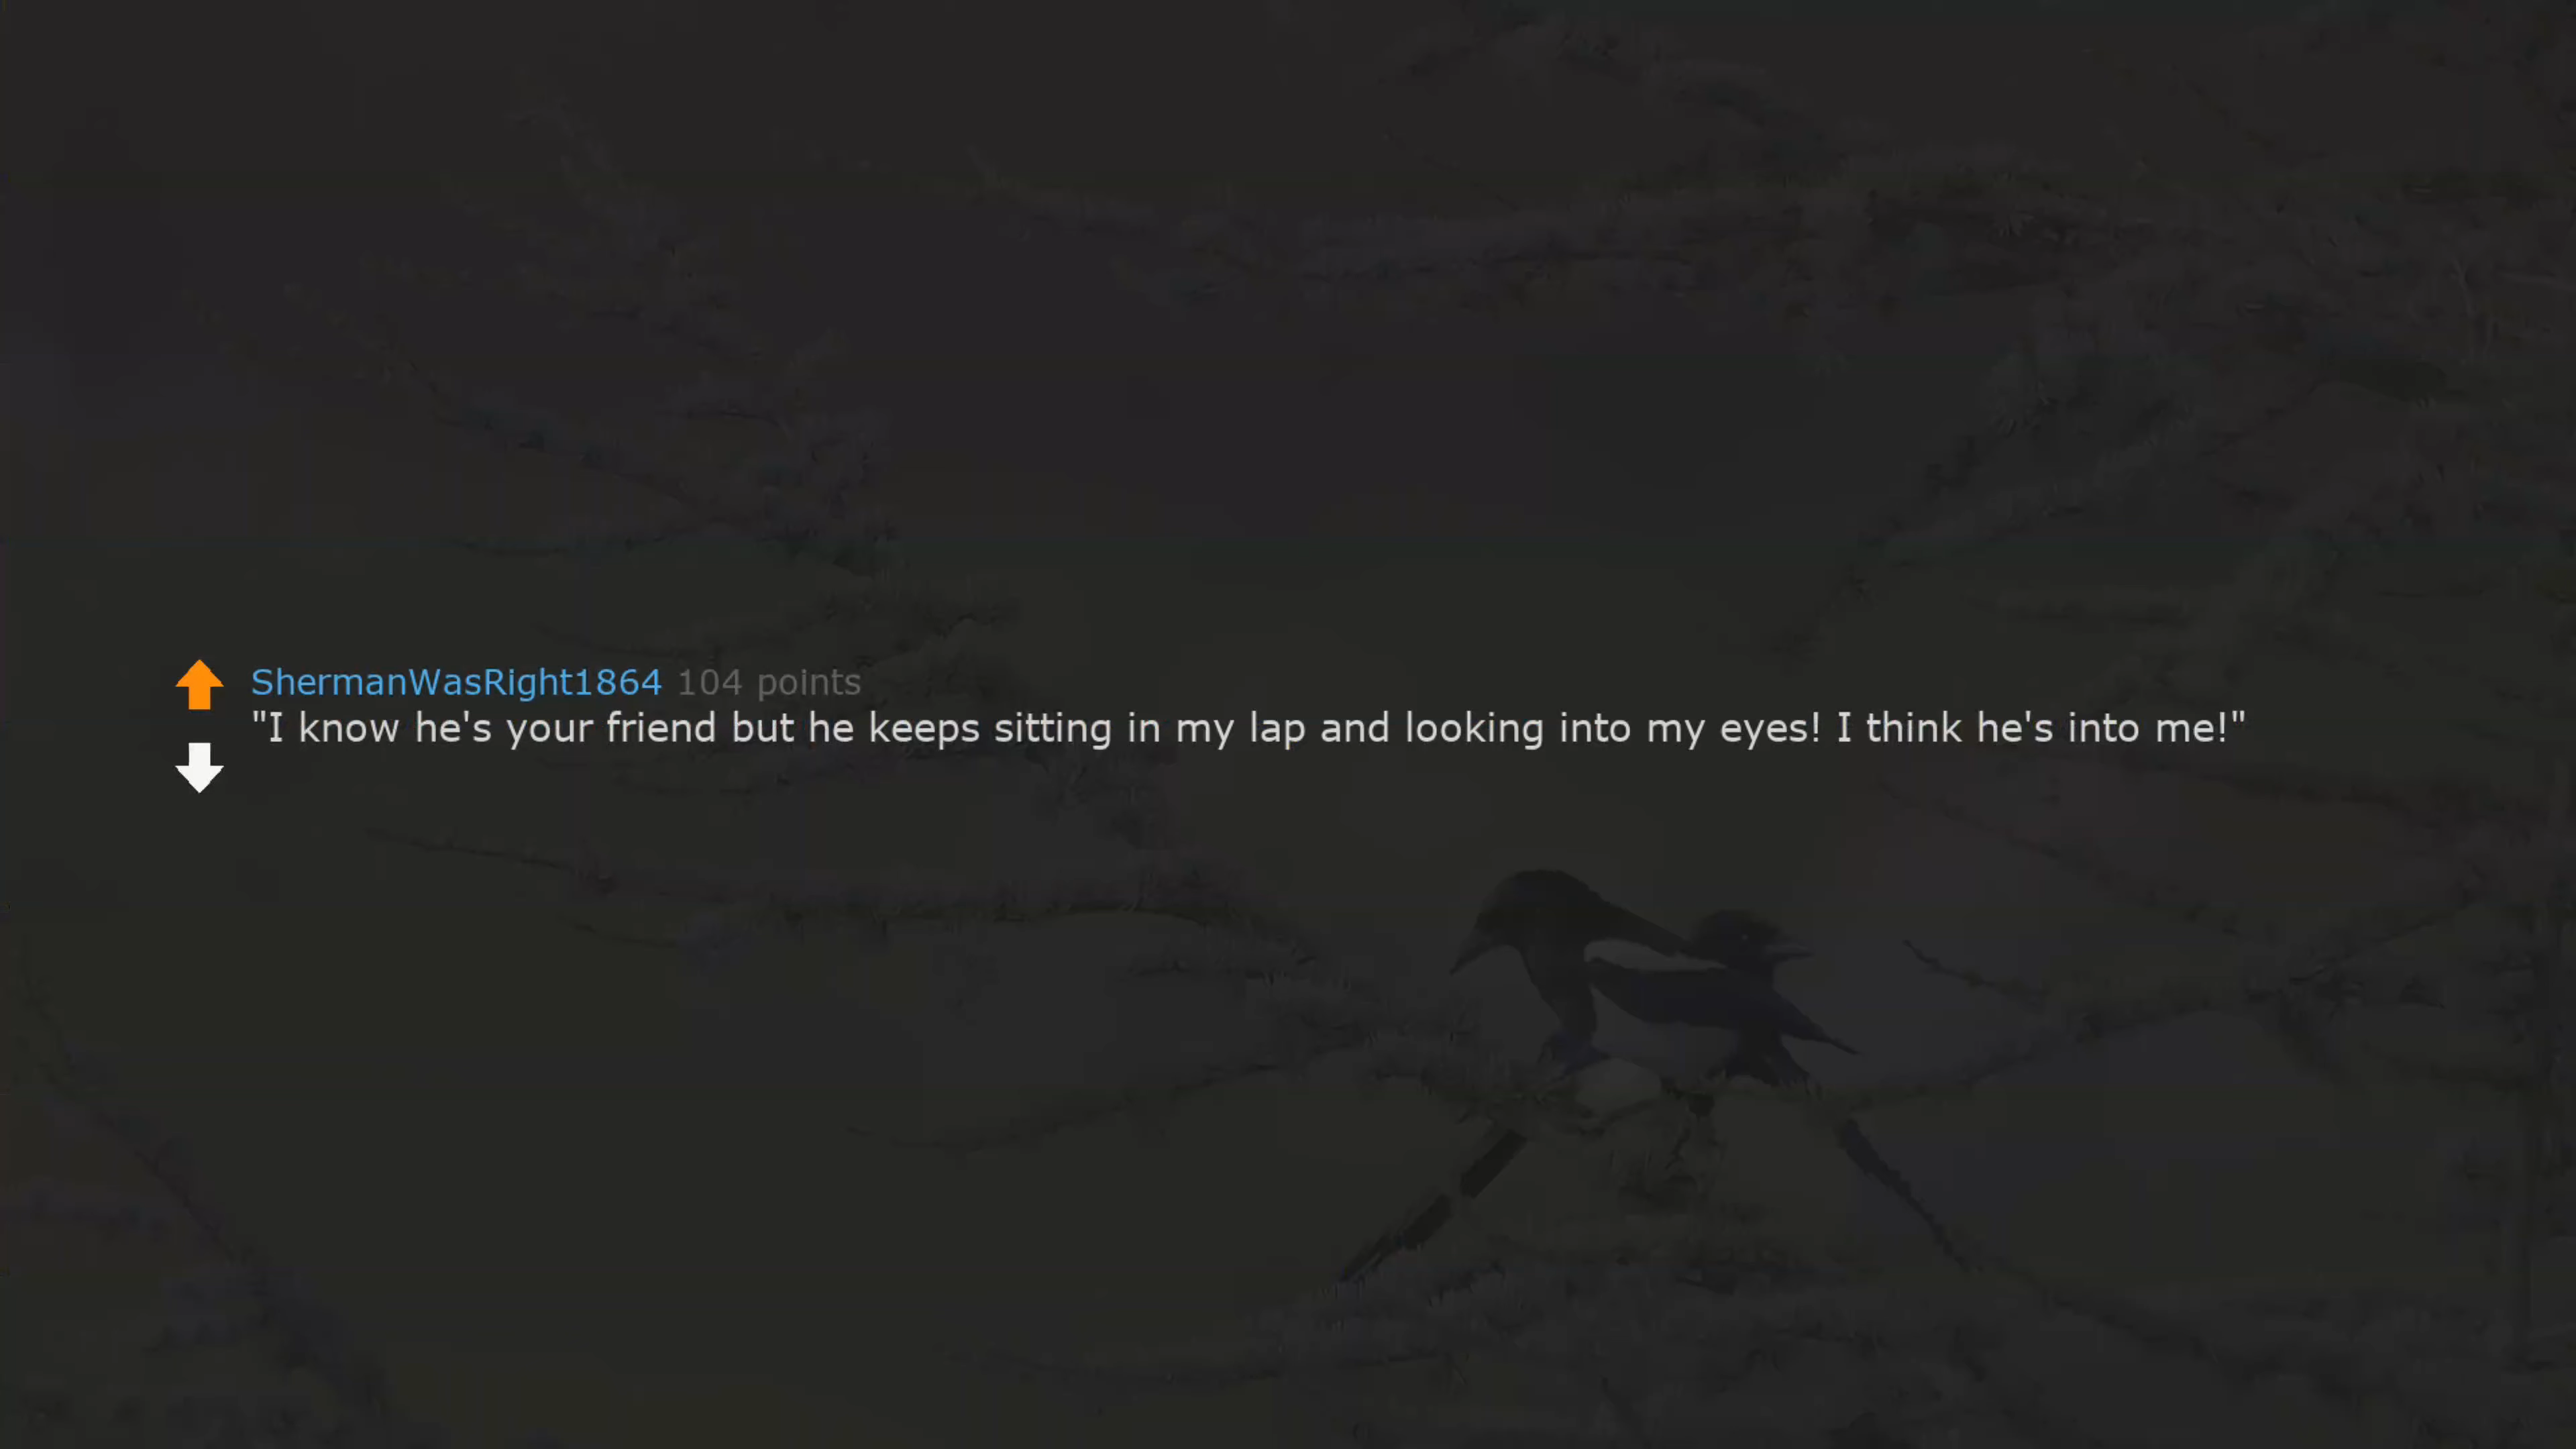 ShermanWasRight1864 104 points
"I know he's your friend but he keeps sitting in my lap and looking into my eyes! I think he's into me!"